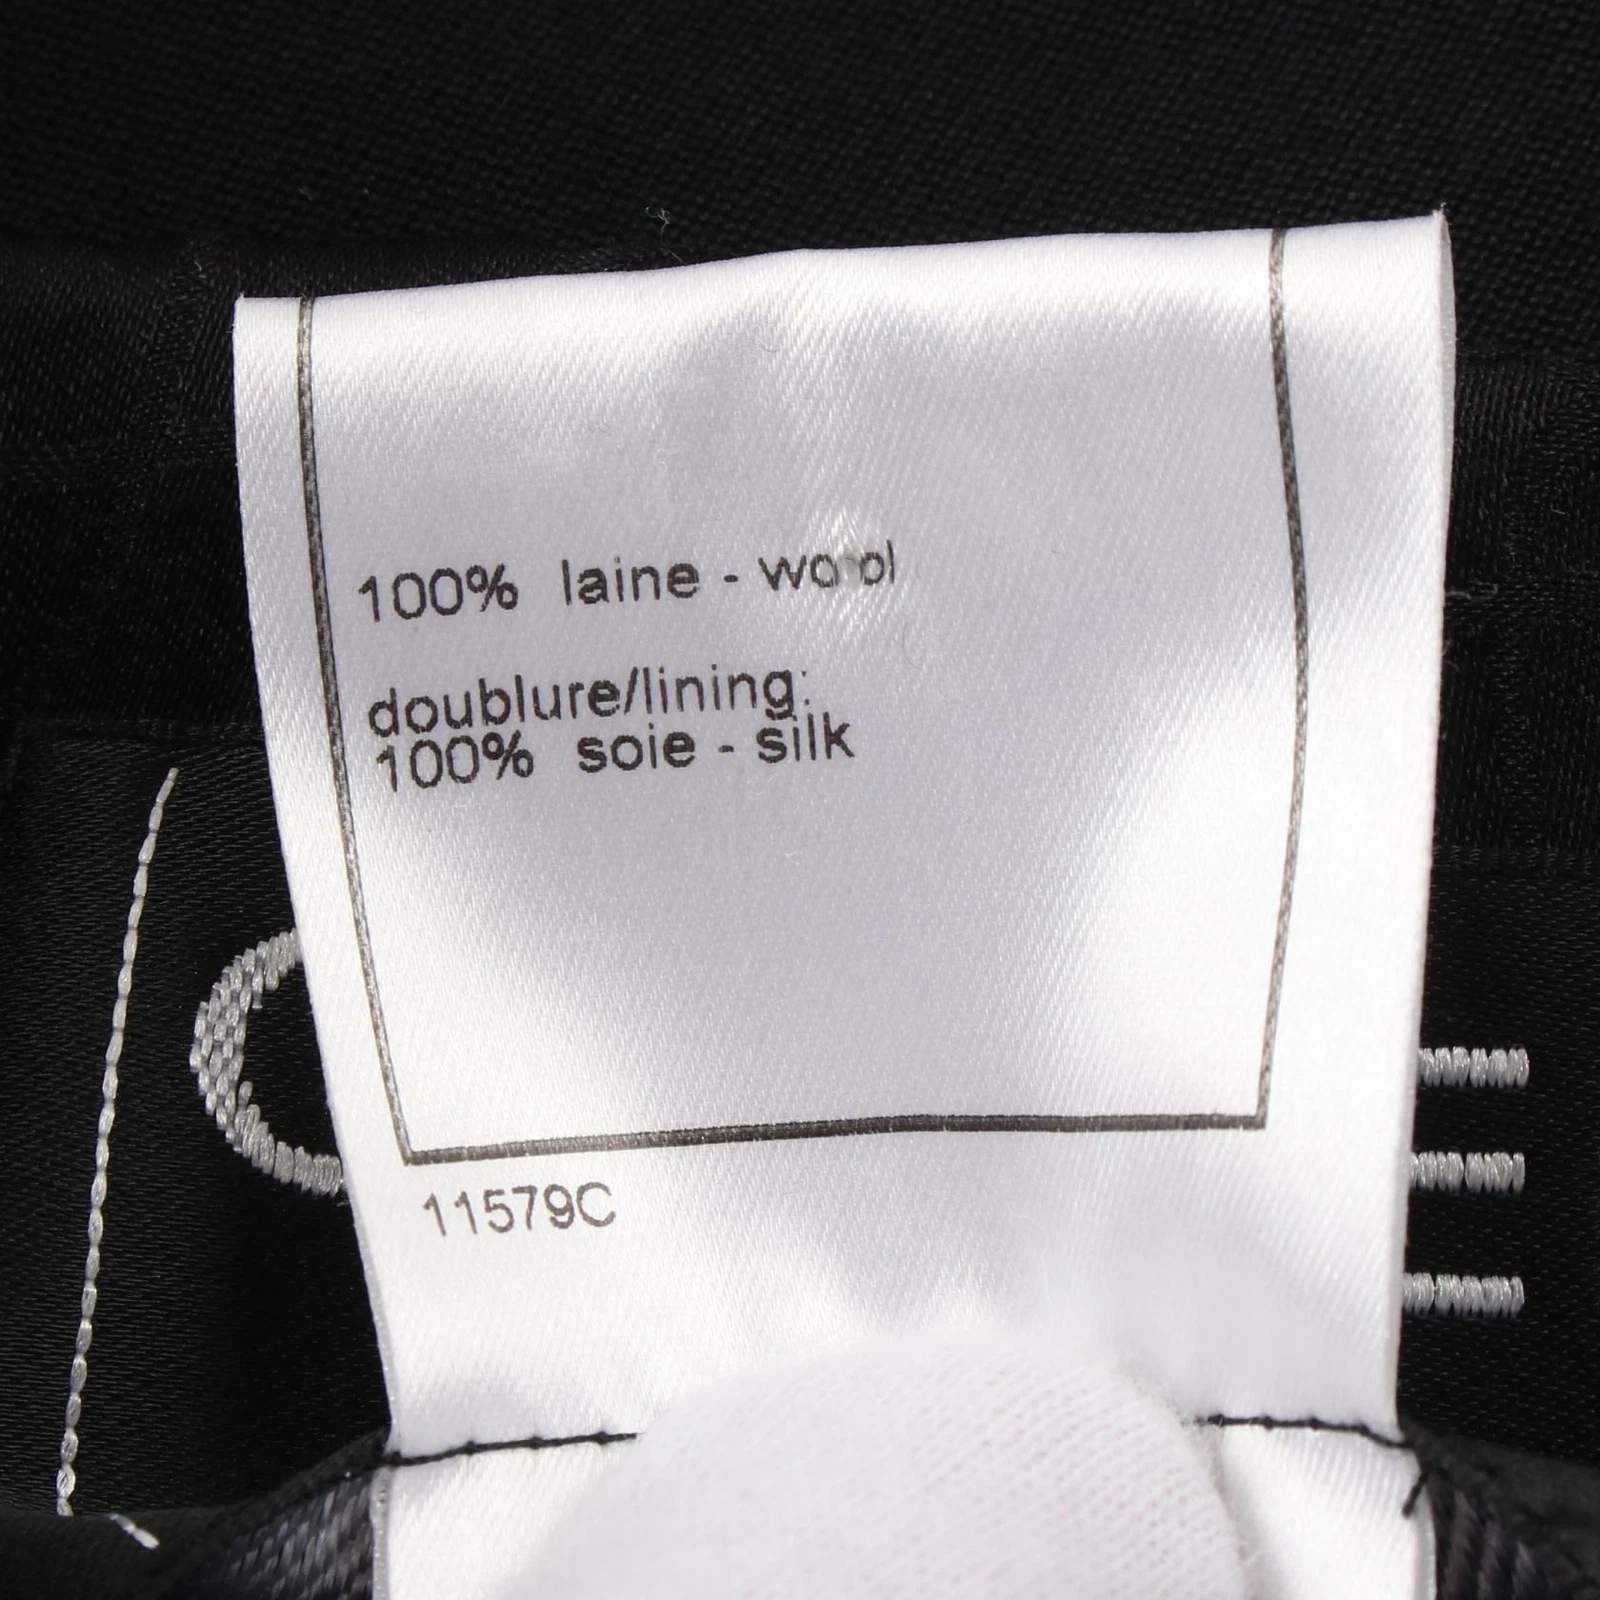 100% laine - wool
doublure/lining:
100% soie - silk
11579C